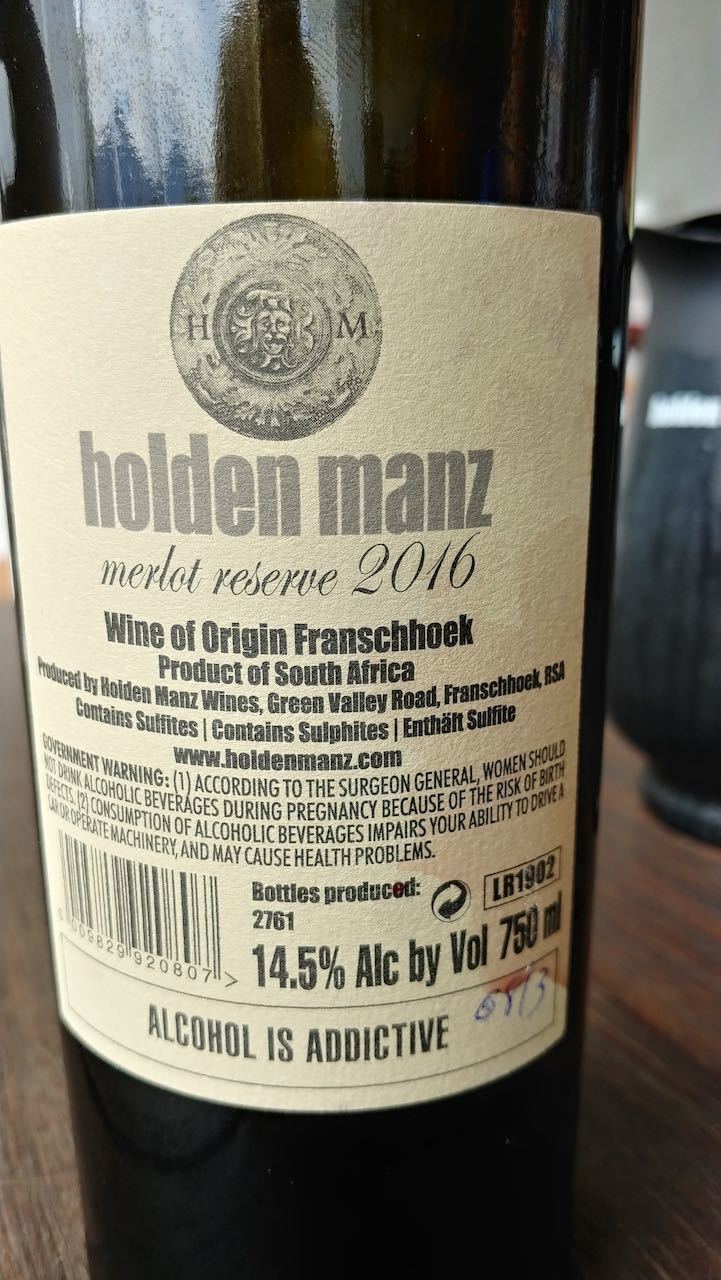 H M
holden manz
merlot reserve 2016
Wine of Origin Franschhoek
Product of South Africa
Produced by Holden Manz Wines, Green Valley Road, Franschhoek, RSA
Contains Sulfites | Contains Sulphites | Enthält Sulfite
www.holdenmanz.com
GOVERNMENT WARNING: (1) ACCORDING TO THE SURGEON GENERAL, WOMEN SHOULD
NOT DRINK ALCOHOLIC BEVERAGES DURING PREGNANCY BECAUSE OF THE RISK OF BIRTH
DEFECTS. (2) CONSUMPTION OF ALCOHOLIC BEVERAGES IMPAIRS YOUR ABILITY TO DRIVE A
CAR OR OPERATE MACHINERY, AND MAY CAUSE HEALTH PROBLEMS.
Bottles produced:
2761
LR1902
14.5% Alc by Vol 750 ml
6 009829 920807 >
ALCOHOL IS ADDICTIVE